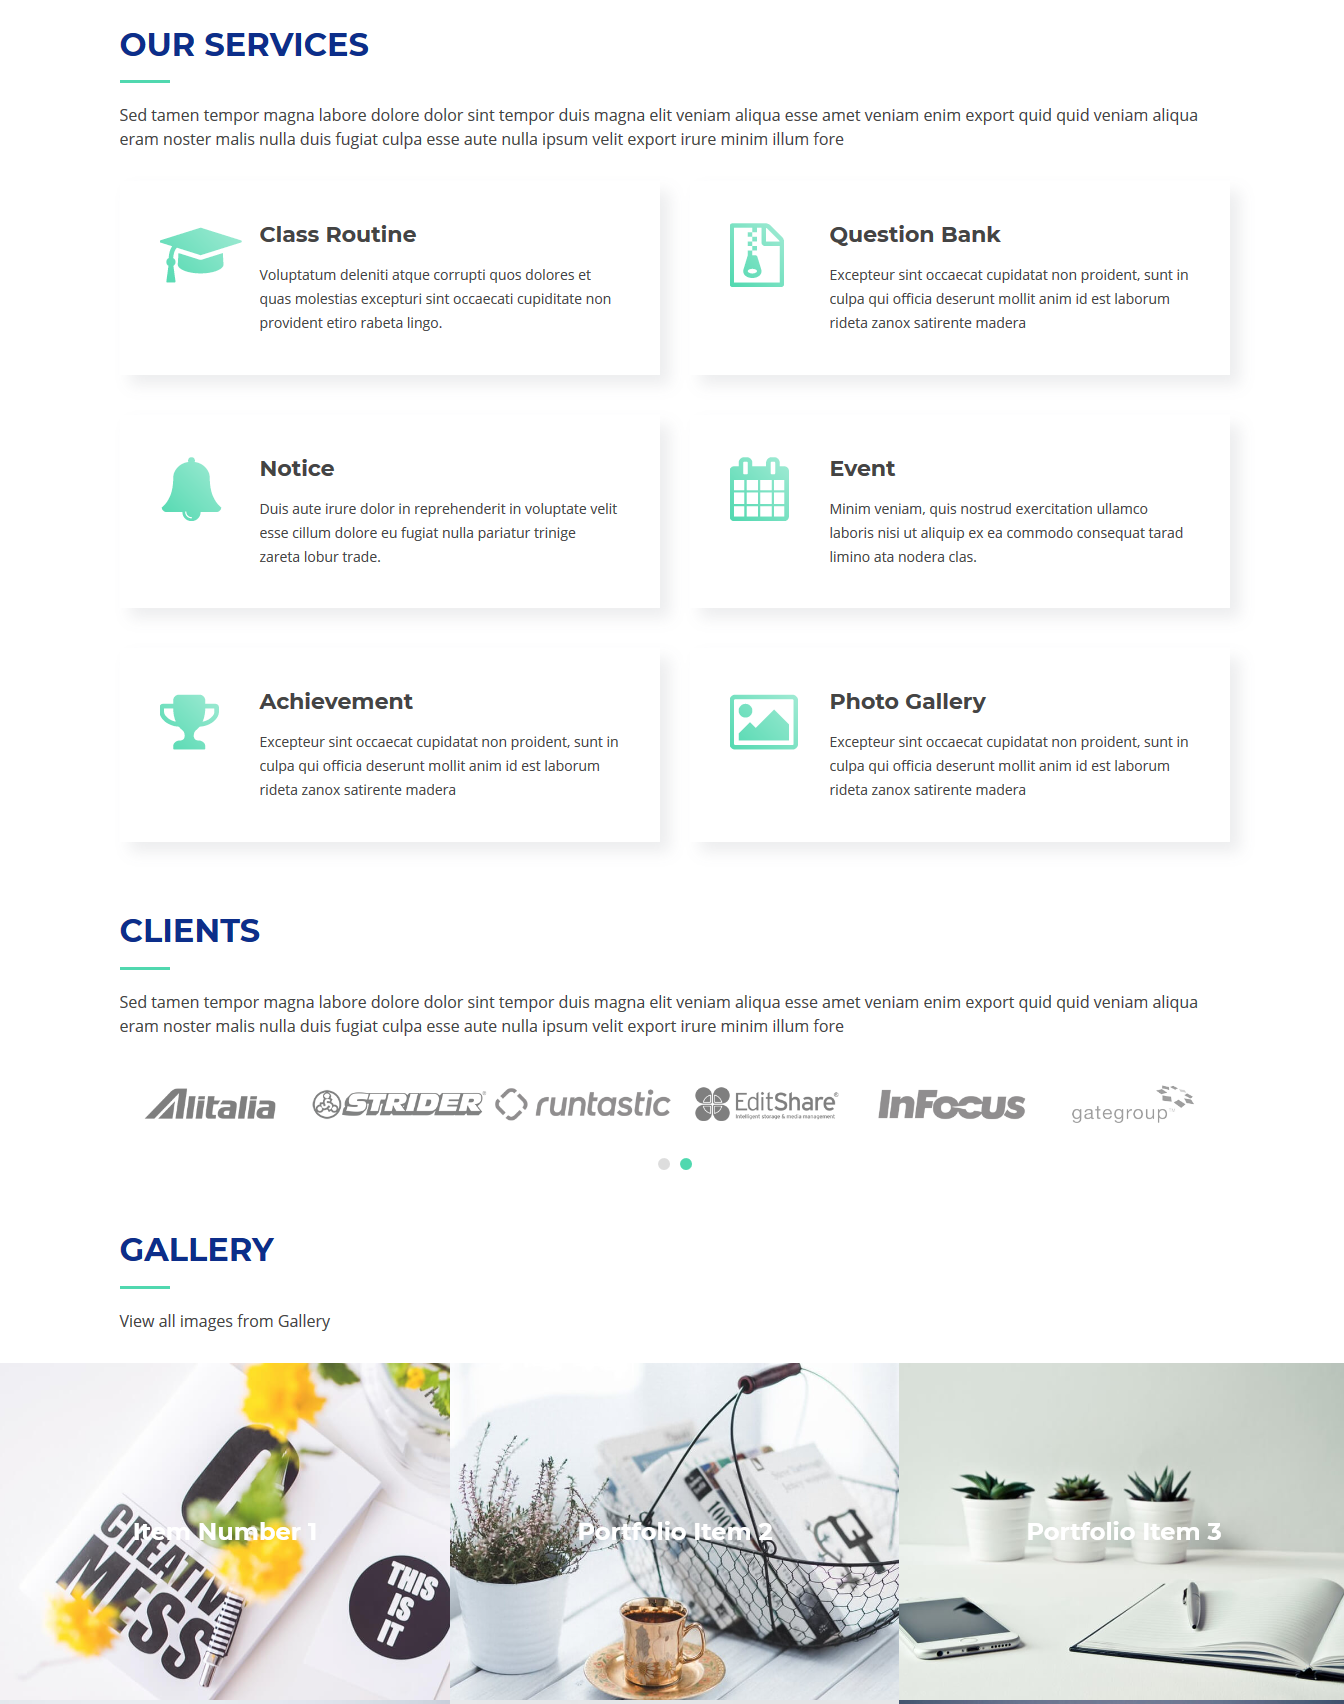 OUR SERVICES
Sed tamen tempor magna labore dolore dolor sint tempor duis magna elit veniam aliqua esse amet veniam enim export quid quid veniam aliqua
eram noster malis nulla duis fugiat culpa esse aute nulla ipsum velit export irure minim illum fore
Class Routine
Voluptatum deleniti atque corrupti quos dolores et
quas molestias excepturi sint occaecati cupiditate non
provident etiro rabeta lingo.
Question Bank
Excepteur sint occaecat cupidatat non proident, sunt in
culpa qui officia deserunt mollit anim id est laborum
rideta zanox satirente madera
Notice
Duis aute irure dolor in reprehenderit in voluptate velit
esse cillum dolore eu fugiat nulla pariatur trinige
zareta lobur trade.
Event
Minim veniam, quis nostrud exercitation ullamco
laboris nisi ut aliquip ex ea commodo consequat tarad
limino ata nodera clas.
Achievement
Excepteur sint occaecat cupidatat non proident, sunt in
culpa qui officia deserunt mollit anim id est laborum
rideta zanox satirente madera
Photo Gallery
Excepteur sint occaecat cupidatat non proident, sunt in
culpa qui officia deserunt mollit anim id est laborum
rideta zanox satirente madera
CLIENTS
Sed tamen tempor magna labore dolore dolor sint tempor duis magna elit veniam aliqua esse amet veniam enim export quid quid veniam aliqua
eram noster malis nulla duis fugiat culpa esse aute nulla ipsum velit export irure minim illum fore
Alitalia
STRIDER®
runtastic
EditShare®
Intelligent storage & media management
InFocus
gategroup
GALLERY
View all images from Gallery
Item Number 1
MESS
THIS
IS
IT
Portfolio Item 2
Portfolio Item 3